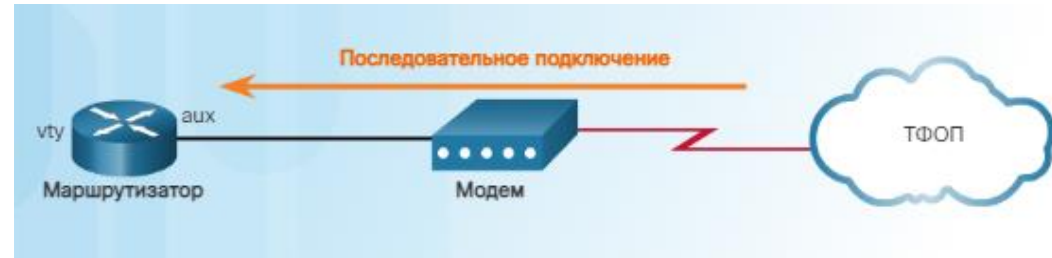 Последовательное подключение
vty
aux
ТФОП
Маршрутизатор
Модем